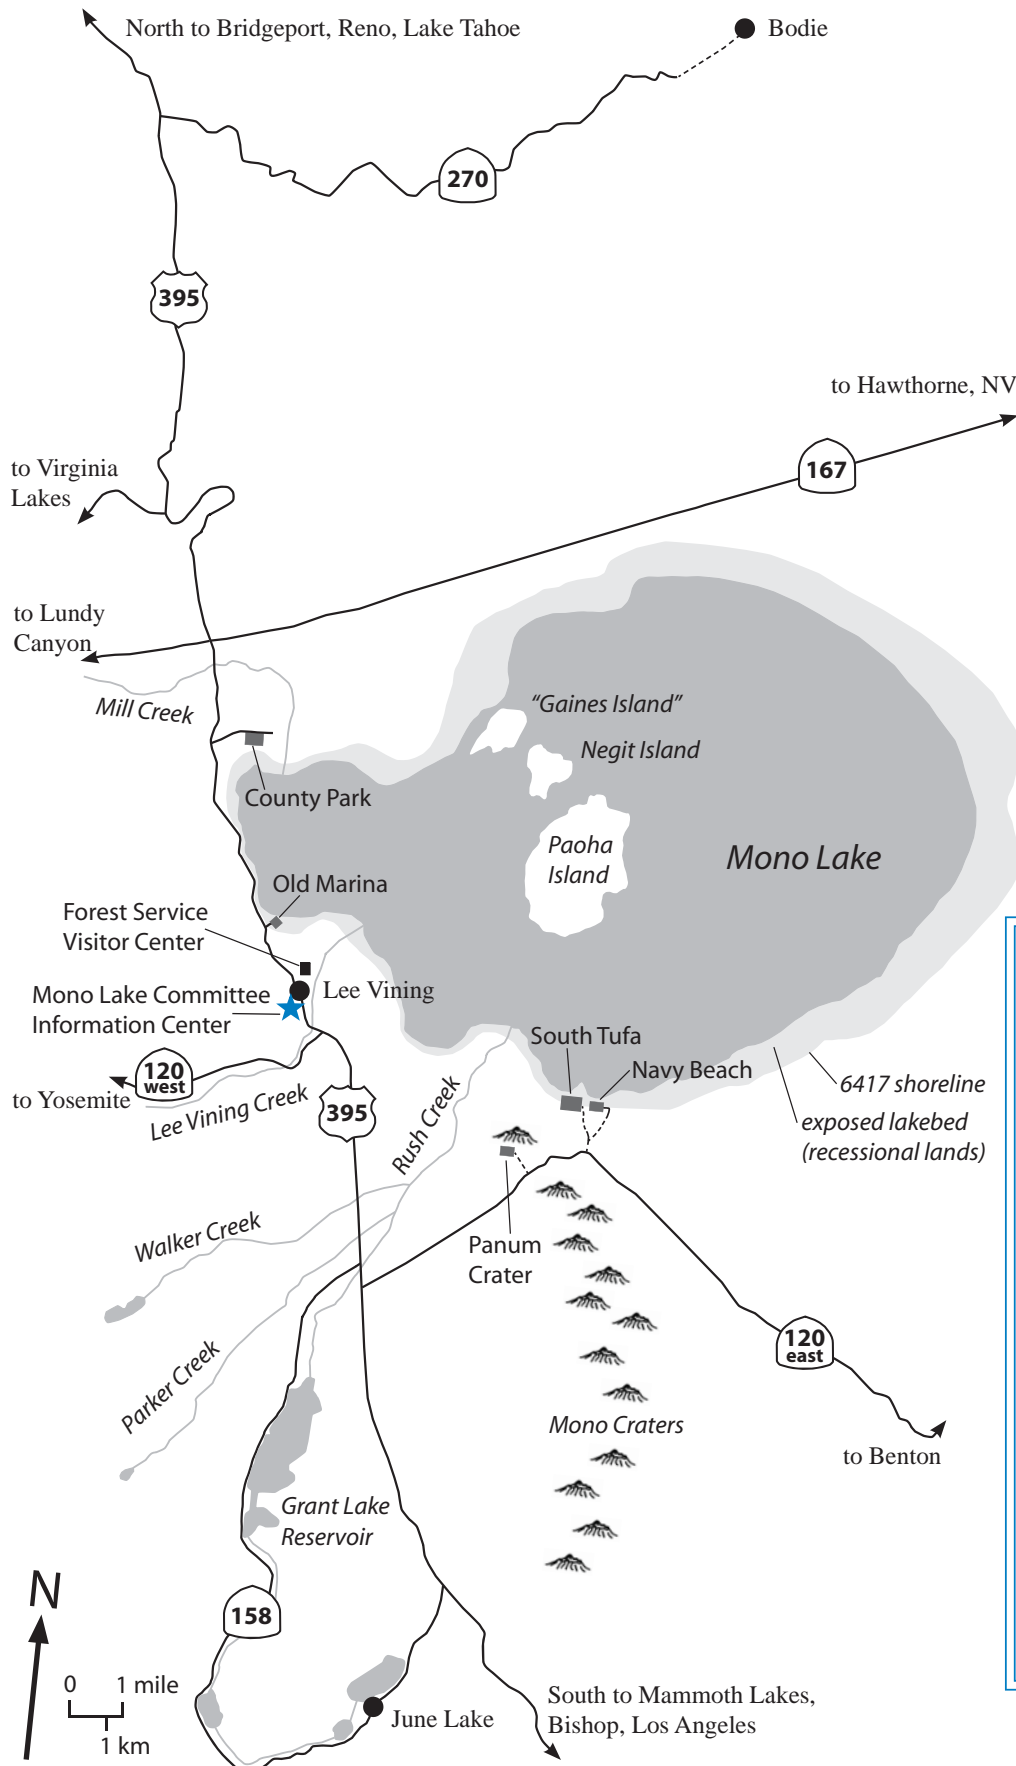 North to Bridgeport, Reno, Lake Tahoe
Bodie
270
395
to Hawthorne, NV
167
to Virginia
Lakes
to Lundy
Canyon
Mill Creek
"Gaines Island"
Negit Island
County Park
Paoha
Island
Mono Lake
Old Marina
Forest Service
Visitor Center
Lee Vining
Mono Lake Committee
Information Center
South Tufa
Navy Beach
120
west
to Yosemite
Lee Vining Creek
395
Rush Creek
6417 shoreline
exposed lakebed
(recessional lands)
Walker Creek
Panum
Crater
Parker Creek
120
east
Mono Craters
to Benton
Grant Lake
Reservoir
N
158
0 1 mile
1 km
June Lake
South to Mammoth Lakes,
Bishop, Los Angeles